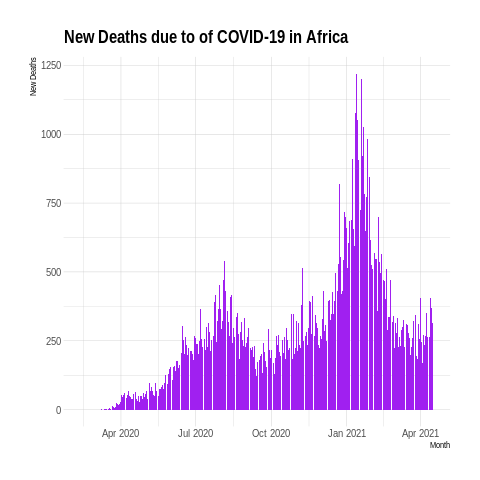 New Deaths due to of COVID-19 in Africa
New Deaths
1250
1000
750
500
250
0
Apr 2020
Jul 2020
Oct 2020
Jan 2021
Apr 2021
Month